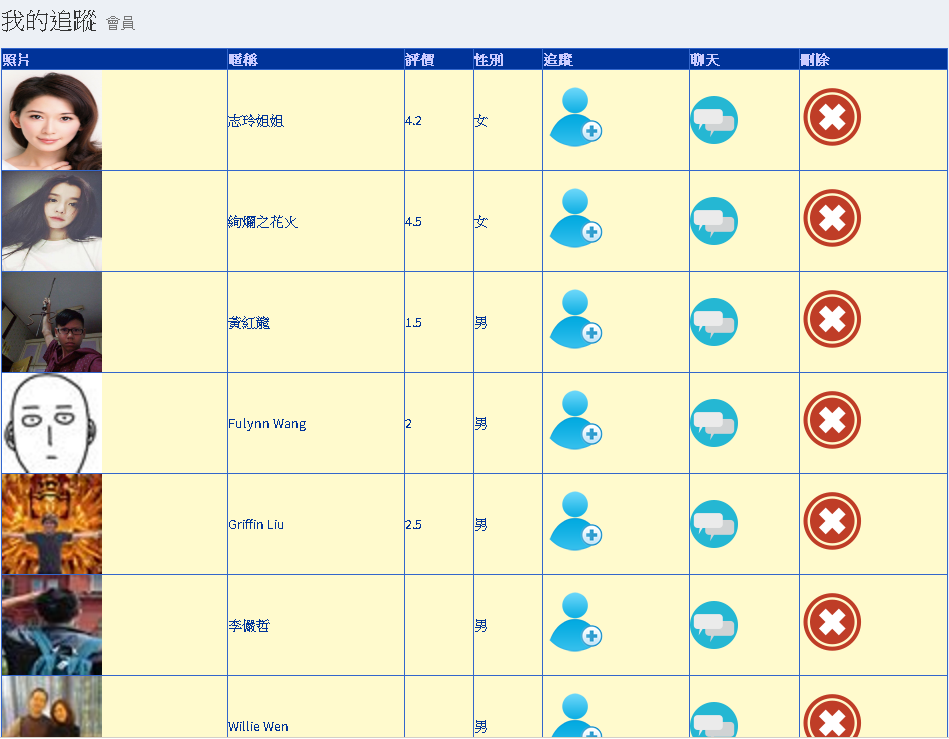 我的追蹤 會員
照片 暱稱 評價 性別 追蹤 聊天 刪除
志玲姐姐 4.2 女
絢爛之花火 4.5 女
黃紅龍 1.5 男
Fulynn Wang 2 男
Griffin Liu 2.5 男
李儼哲 男
Willie Wen 男